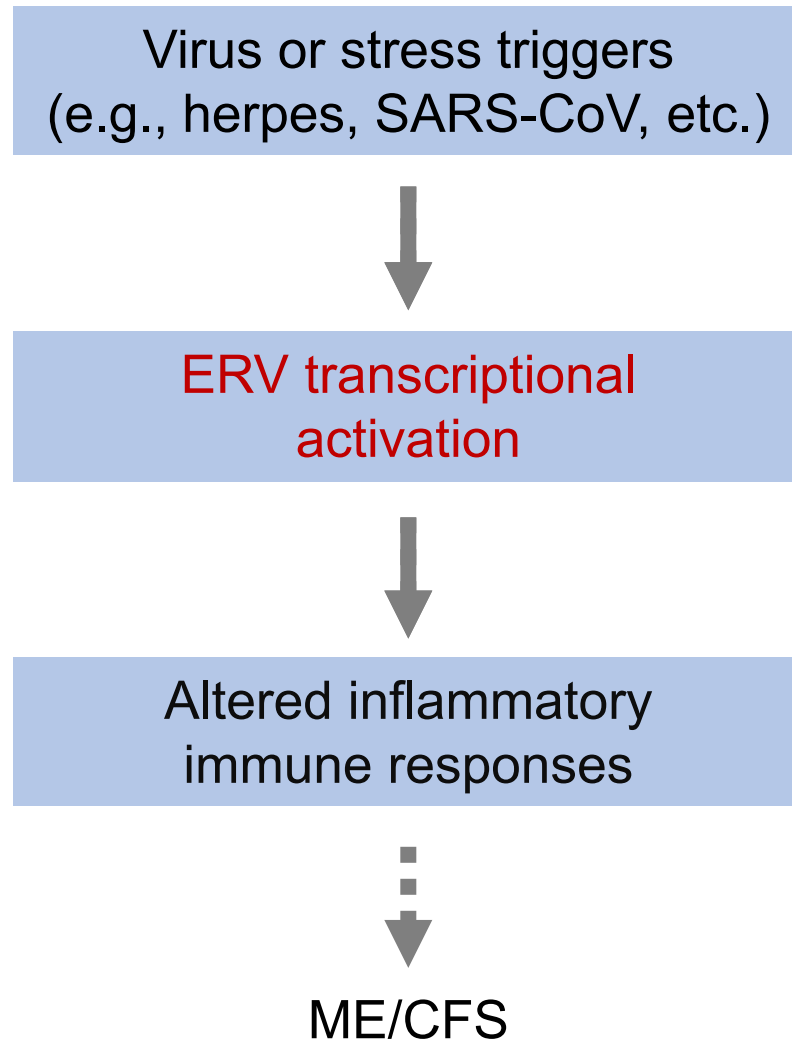 Virus or stress triggers
(e.g., herpes, SARS-CoV, etc.)
ERV transcriptional
activation
Altered inflammatory
immune responses
ME/CFS